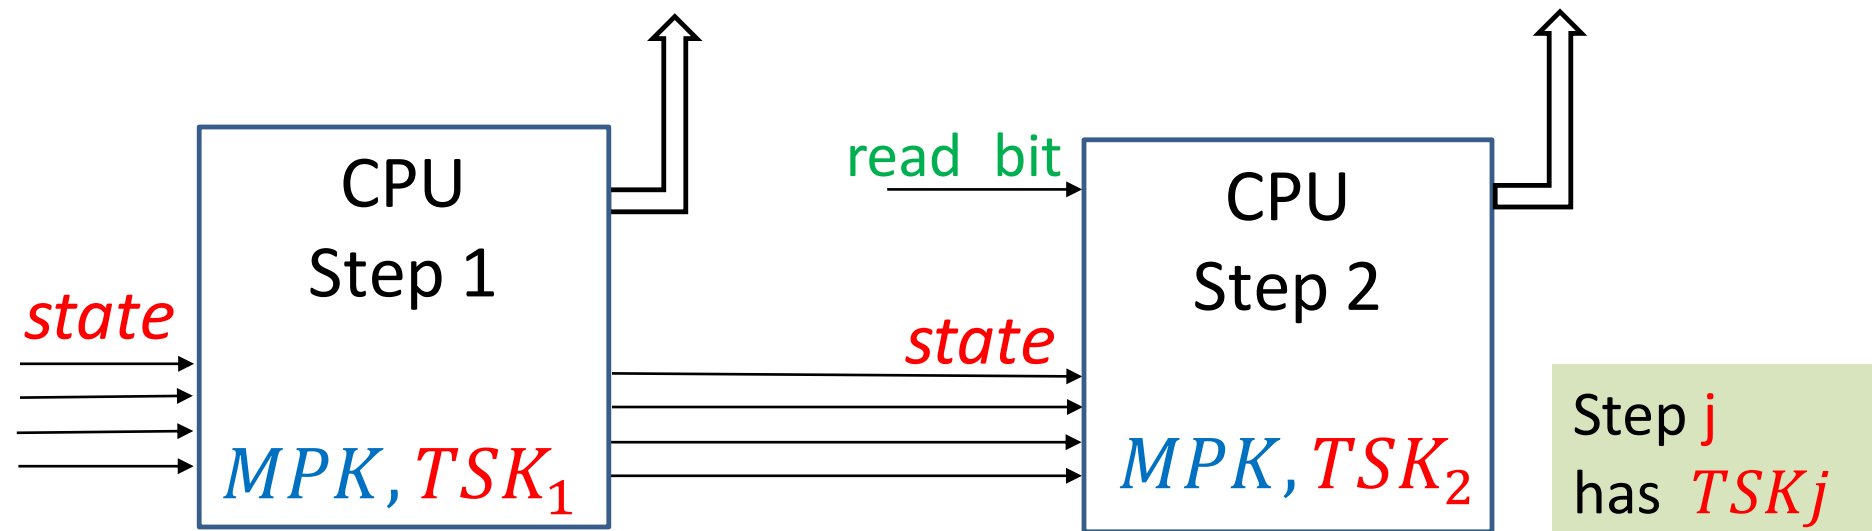 CPU
Step 1
state
MPK, TSK₁
read bit
CPU
Step 2
state
MPK, TSK₂
Step j
has TSKj